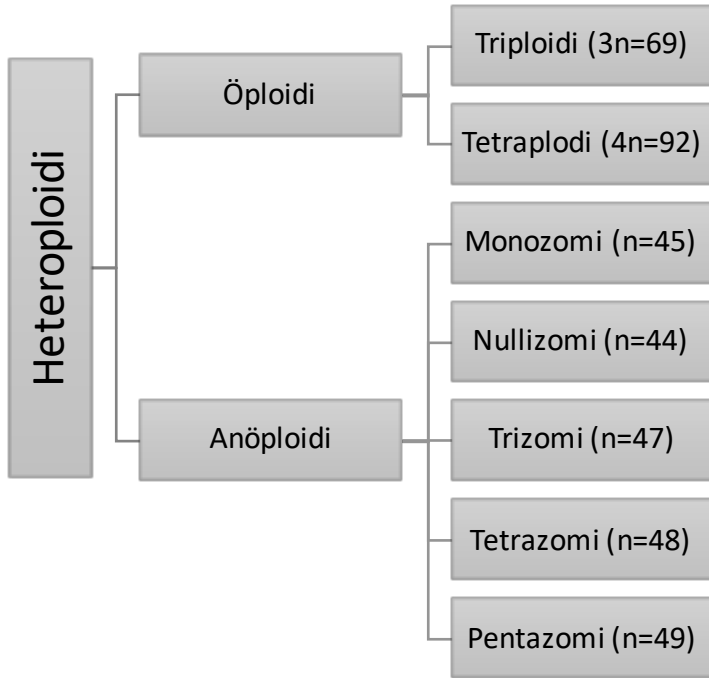 Heteroploidi
Öploidi
Triploidi (3n=69)
Tetraplodi (4n=92)
Anöploidi
Monozomi (n=45)
Nullizomi (n=44)
Trizomi (n=47)
Tetrazomi (n=48)
Pentazomi (n=49)